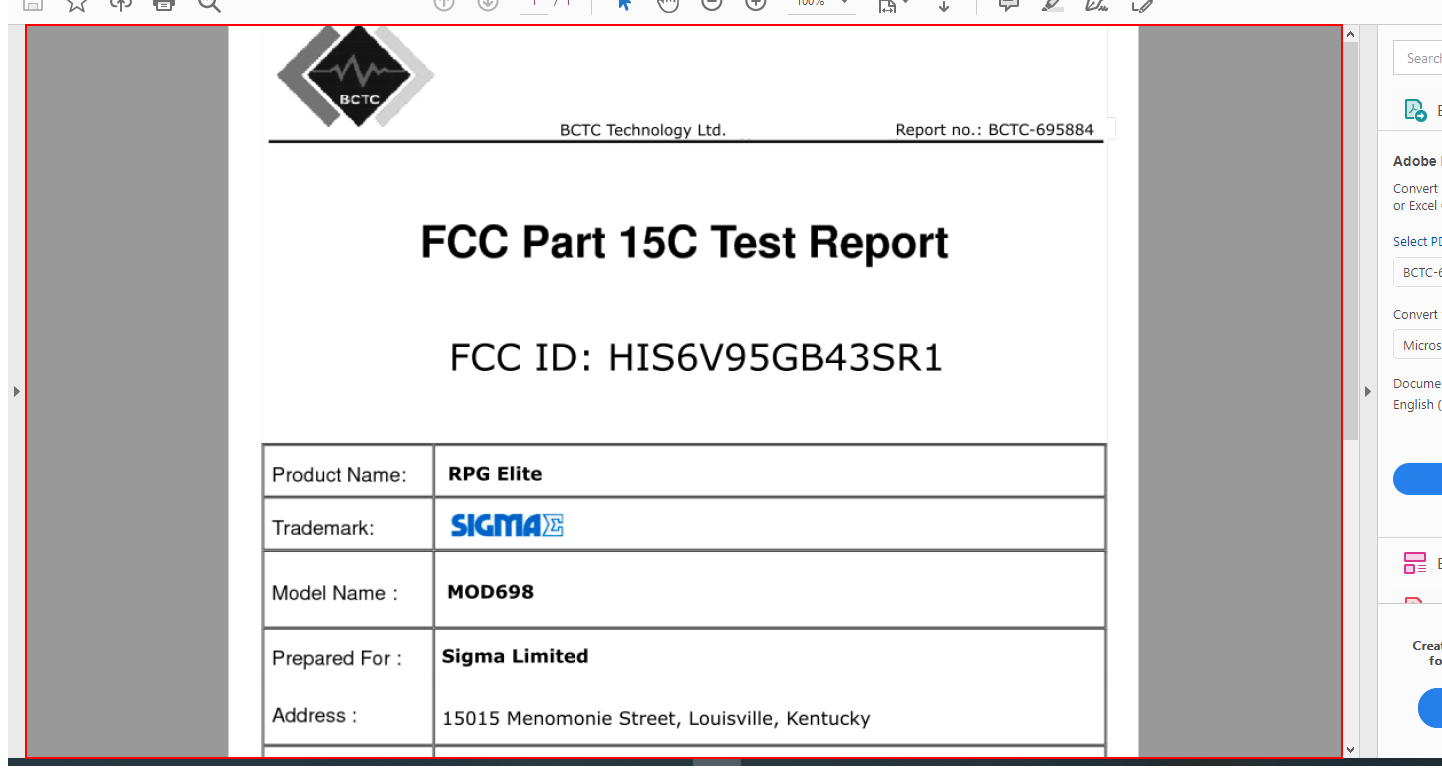 1 / 1
100%
BCTC
BCTC Technology Ltd.
Report no.: BCTC-695884
FCC Part 15C Test Report
FCC ID: HIS6V95GB43SR1
Product Name:
RPG Elite
Trademark:
SIGMA Σ
Model Name :
MOD698
Prepared For :
Sigma Limited
Address :
15015 Menomonie Street, Louisville, Kentucky
Search
E
Adobe
Convert
or Excel
Select PD
BCTC-6
Convert
Micros
Docume
English (
E
Creat
fo